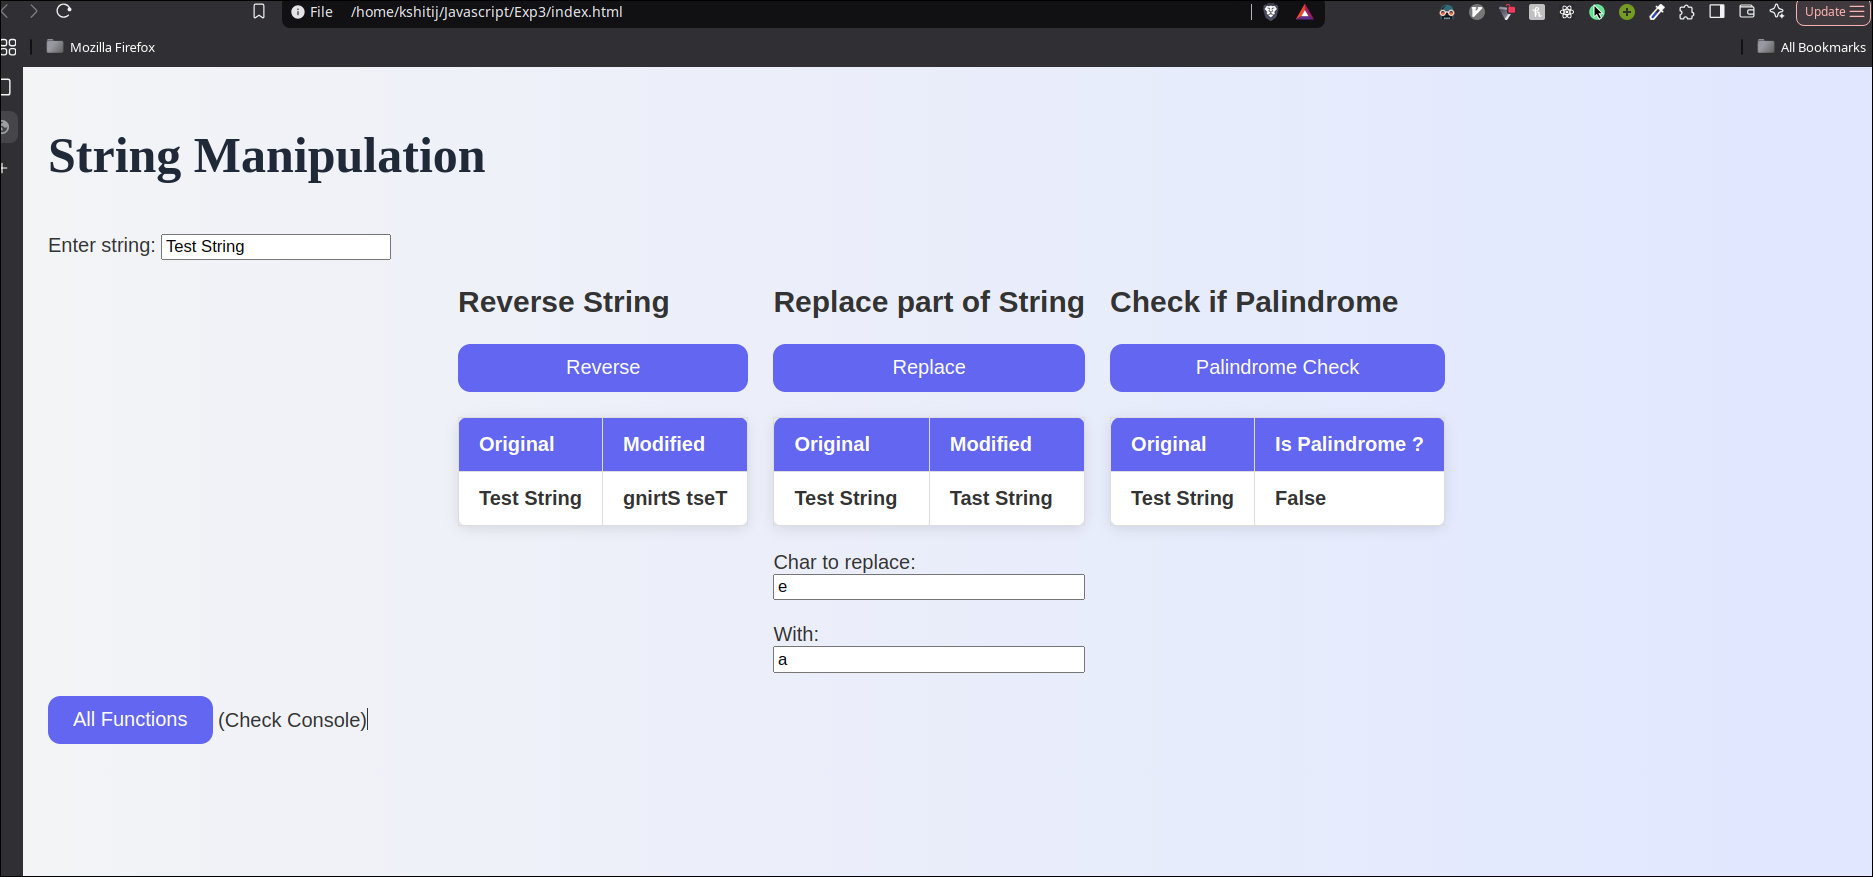 File /home/kshitij/Javascript/Exp3/index.html
Update
Mozilla Firefox
All Bookmarks
String Manipulation
Enter string: Test String
Reverse String
Replace part of String
Check if Palindrome
Reverse
Replace
Palindrome Check
Original Modified
Original Modified
Original Is Palindrome ?
Test String gnirtS tseT
Test String Tast String
Test String False
Char to replace:
e
With:
a
All Functions (Check Console)